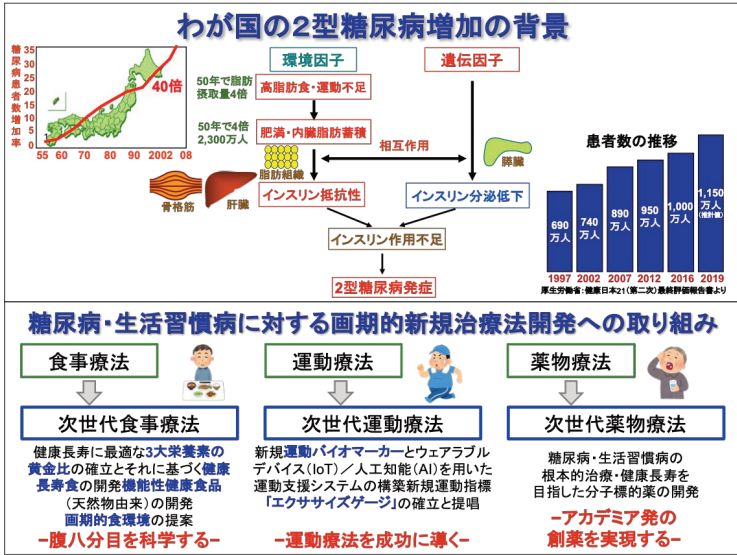 わが国の2型糖尿病増加の背景
糖尿病患者数増加率
35
30
25
20
15
10
5
1
0
55 60 70 80 90 2002 08
40倍
環境因子
遺伝因子
50年で脂肪
摂取量4倍
高脂肪食・運動不足
50年で4倍
2,300万人
肥満・内臓脂肪蓄積
相互作用
脂肪組織
膵臓
骨格筋
肝臓
インスリン抵抗性
インスリン分泌低下
インスリン作用不足
2型糖尿病発症
患者数の推移
690
万人
740
万人
890
万人
950
万人
1,000
万人
1,150
万人
(推計値)
1997 2002 2007 2012 2016 2019
厚生労働省:健康日本21(第二次)最終評価報告書より
糖尿病・生活習慣病に対する画期的新規治療法開発への取り組み
食事療法
次世代食事療法
健康長寿に最適な3大栄養素の
黄金比の確立とそれに基づく健康
長寿食の開発機能性健康食品
(天然物由来)の開発
画期的食環境の提案
−腹八分目を科学する−
運動療法
次世代運動療法
新規運動バイオマーカーとウェアラブル
デバイス(IoT)/人工知能(AI)を用いた
運動支援システムの構築新規運動指標
「エクササイズゲージ」の確立と提唱
−運動療法を成功に導く−
薬物療法
次世代薬物療法
糖尿病・生活習慣病の
根本的治療・健康長寿を
目指した分子標的薬の開発
−アカデミア発の
創薬を実現する−